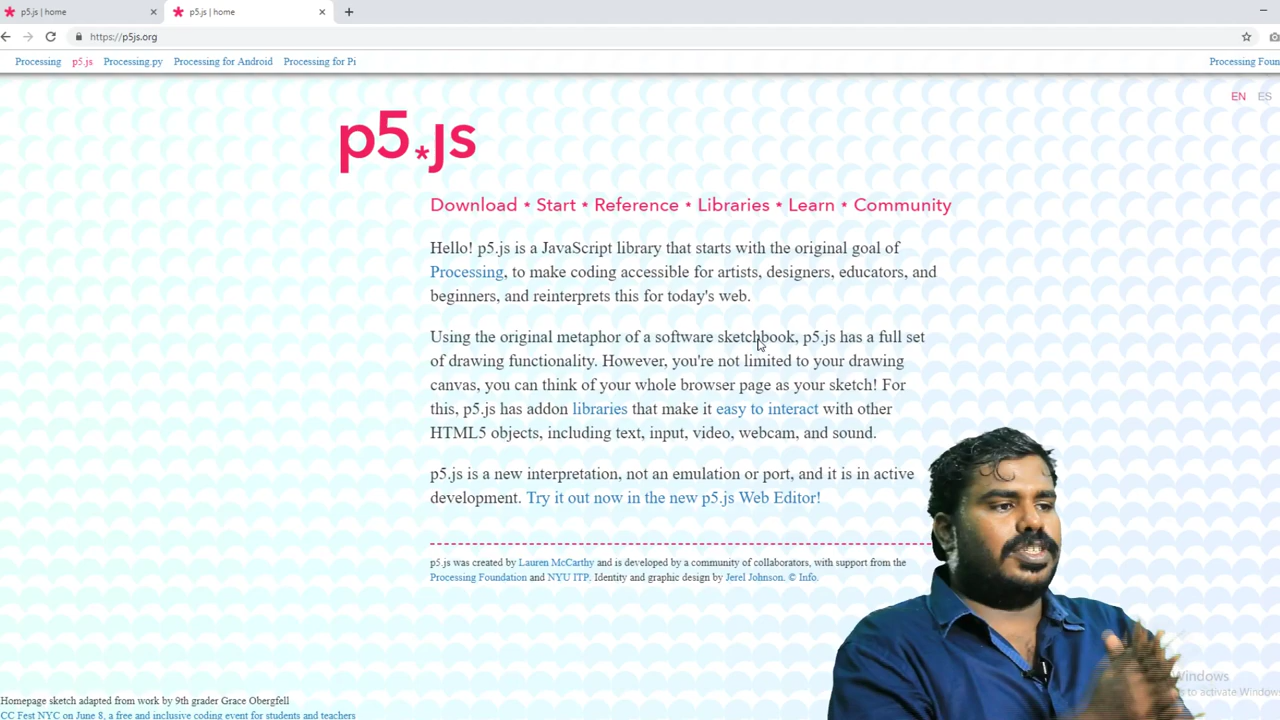 p5.js | home
p5.js | home
https://p5js.org
Processing p5.js Processing.py Processing for Android Processing for Pi
EN ES
p5.js
Download * Start * Reference * Libraries * Learn * Community
Hello! p5.js is a JavaScript library that starts with the original goal of
Processing, to make coding accessible for artists, designers, educators, and
beginners, and reinterprets this for today's web.
Using the original metaphor of a software sketchbook, p5.js has a full set
of drawing functionality. However, you're not limited to your drawing
canvas, you can think of your whole browser page as your sketch! For
this, p5.js has addon libraries that make it easy to interact with other
HTML5 objects, including text, input, video, webcam, and sound.
p5.js is a new interpretation, not an emulation or port, and it is in active
development. Try it out now in the new p5.js Web Editor!
p5.js was created by Lauren McCarthy and is developed by a community of collaborators, with support from the
Processing Foundation and NYU ITP. Identity and graphic design by Jerel Johnson. © Info.
Windows
to activate Windows
Homepage sketch adapted from work by 9th grader Grace Obergfell
CC Fest NYC on June 8, a free and inclusive coding event for students and teachers